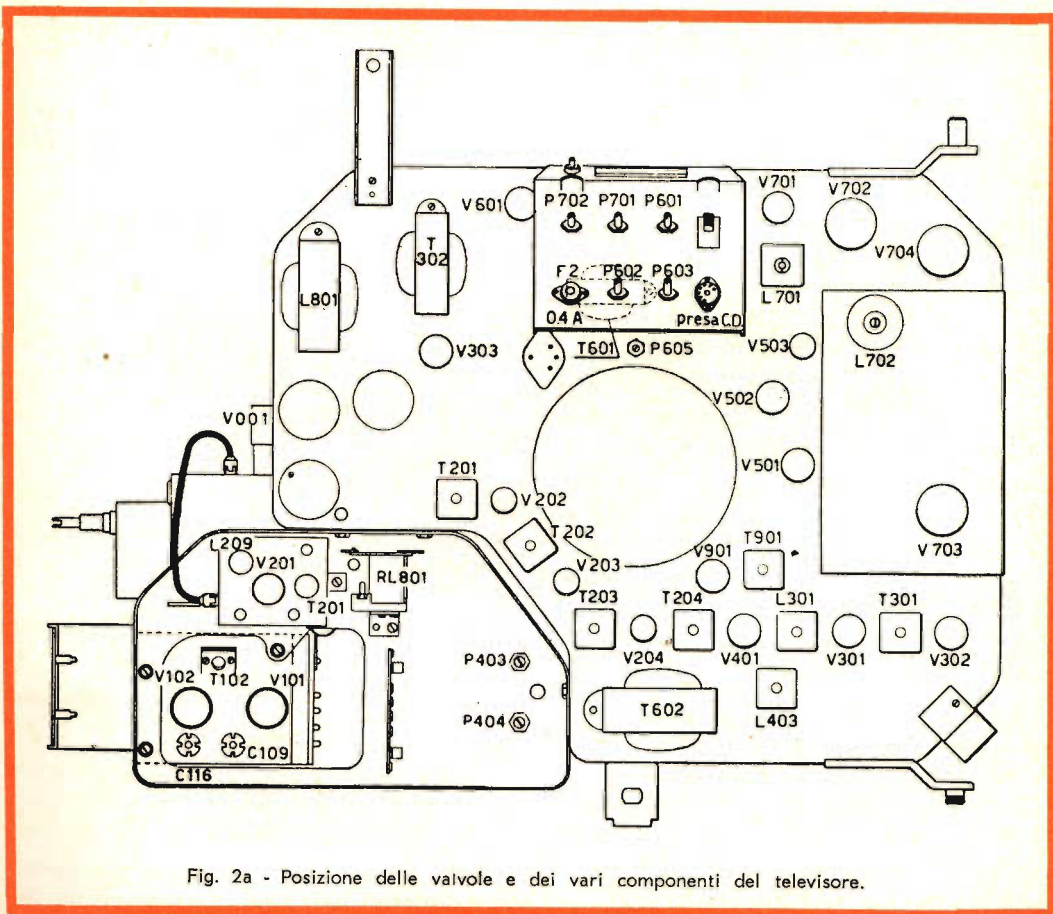 V601
P702 P701 P601
V701
V702
V704
L801
T 302
F2 P602 P603
0.4 A
presa C.D.
L701
L702
V303
T601
P605
V503
V001
V502
V501
T201
V202
T202
V703
L209
V201
RL801
V203
V901
T901
T201
T203
T204
L301
T301
V204
V401
V301
V302
P403
V102
T102
V101
P404
T602
L403
C109
C116
Fig. 2a - Posizione delle valvole e dei vari componenti del televisore.